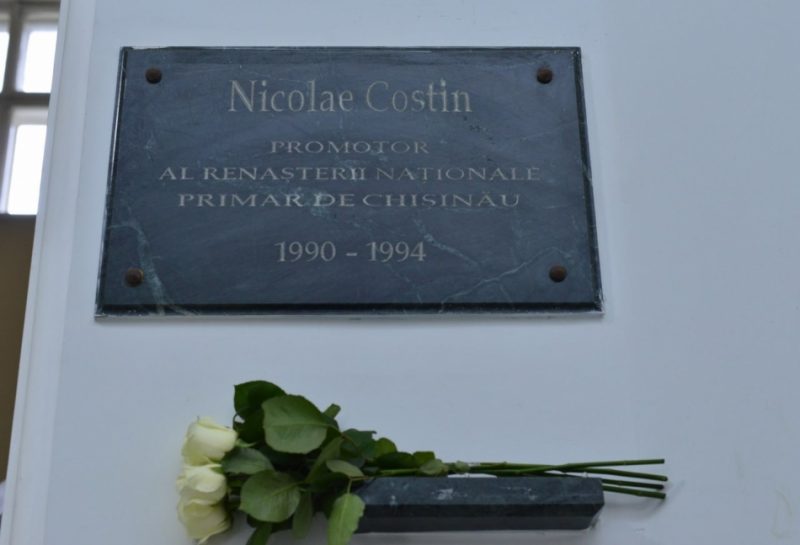 Nicolae Costin
PROMOTOR
AL RENAȘTERII NAȚIONALE
PRIMAR DE CHIȘINĂU
1990 - 1994